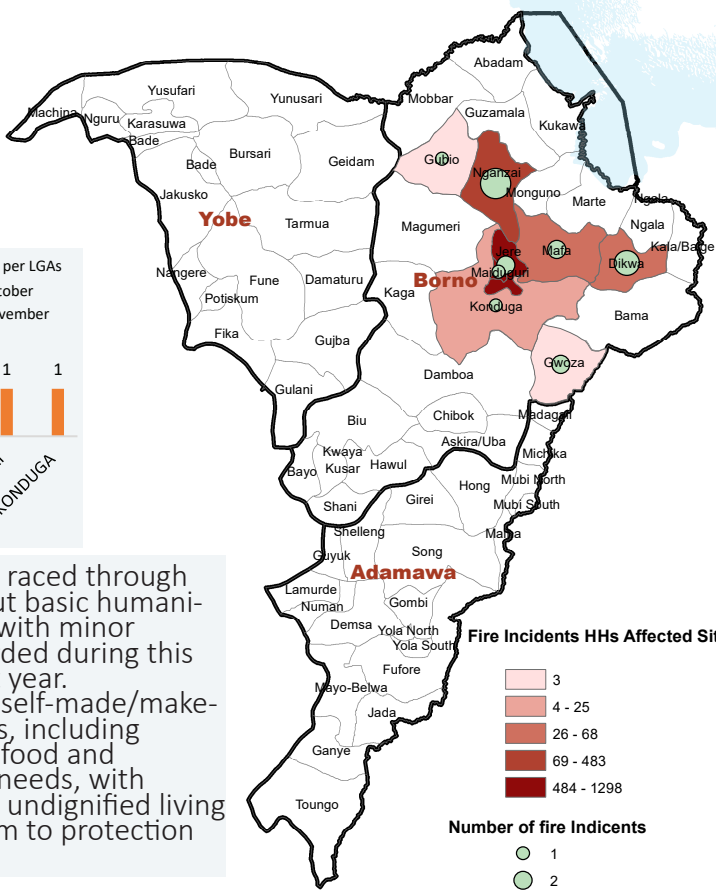 Abadam
Mobbar
Guzamala
Kukawa
Yusufari
Yunusari
Machina
Nguru
Karasuwa
Bade
Bade
Bursari
Geidam
Gubio
Nganzai
Monguno
Marte
Ngala
Ngala
Jakusko
Yobe
Tarmua
Magumeri
Jere
Mafa
Dikwa
Kala/Balge
Nangere
Fune
Damaturu
Potiskum
Borno
Maiduguri
Kaga
Konduga
Bama
Fika
Gujba
Gulani
Damboa
Gwoza
Biu
Chibok
Madagali
Askira/Uba
Kwaya
Kusar
Hawul
Bayo
Michika
Shani
Girei
Hong
Mubi North
Mubi South
Shelleng
Maiha
Guyuk
Song
Adamawa
Lamurde
Numan
Gombi
Demsa
Yola North
Yola South
Fufore
Mayo-Belwa
Jada
Ganye
Toungo
per LGAs
tober
vember
1
1
KONDUGA
raced through
ut basic humani-
with minor
ded during this
year.
self-made/make-
s, including
food and
needs, with
undignified living
m to protection
Fire Incidents HHs Affected Sit
3
4 - 25
26 - 68
69 - 483
484 - 1298
Number of fire Indicents
1
2